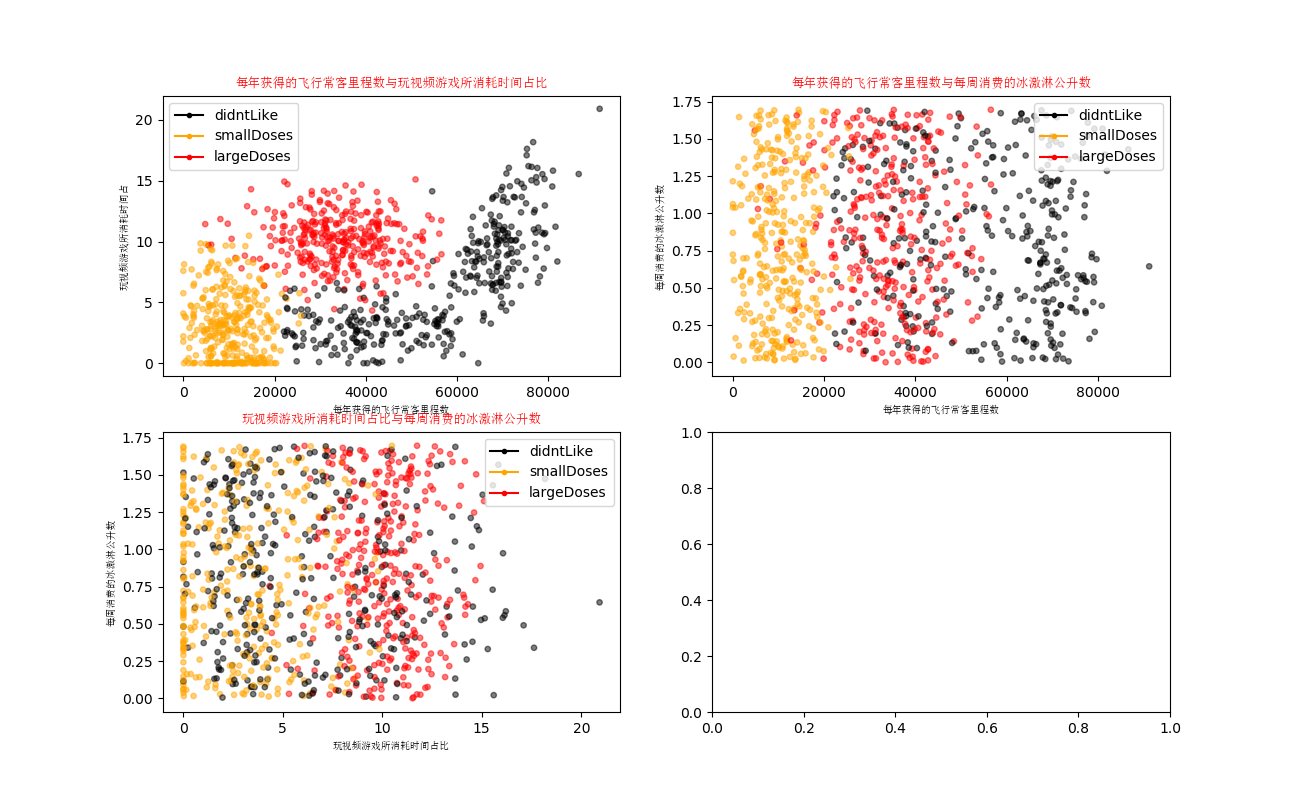 每年获得的飞行常客里程数与玩视频游戏所消耗时间占比
didntLike
smallDoses
largeDoses
20
15
10
5
0
玩视频游戏所消耗时间占
0
20000
40000
60000
80000
每年获得的飞行常客里程数
每年获得的飞行常客里程数与每周消费的冰激淋公升数
didntLike
smallDoses
largeDoses
1.75
1.50
1.25
1.00
0.75
0.50
0.25
0.00
每周消费的冰激淋公升数
0
20000
40000
60000
80000
每年获得的飞行常客里程数
玩视频游戏所消耗时间占比与每周消费的冰激淋公升数
didntLike
smallDoses
largeDoses
1.75
1.50
1.25
1.00
0.75
0.50
0.25
0.00
每周消费的冰激淋公升数
0
5
10
15
20
玩视频游戏所消耗时间占比
1.0
0.8
0.6
0.4
0.2
0.0
0.0
0.2
0.4
0.6
0.8
1.0